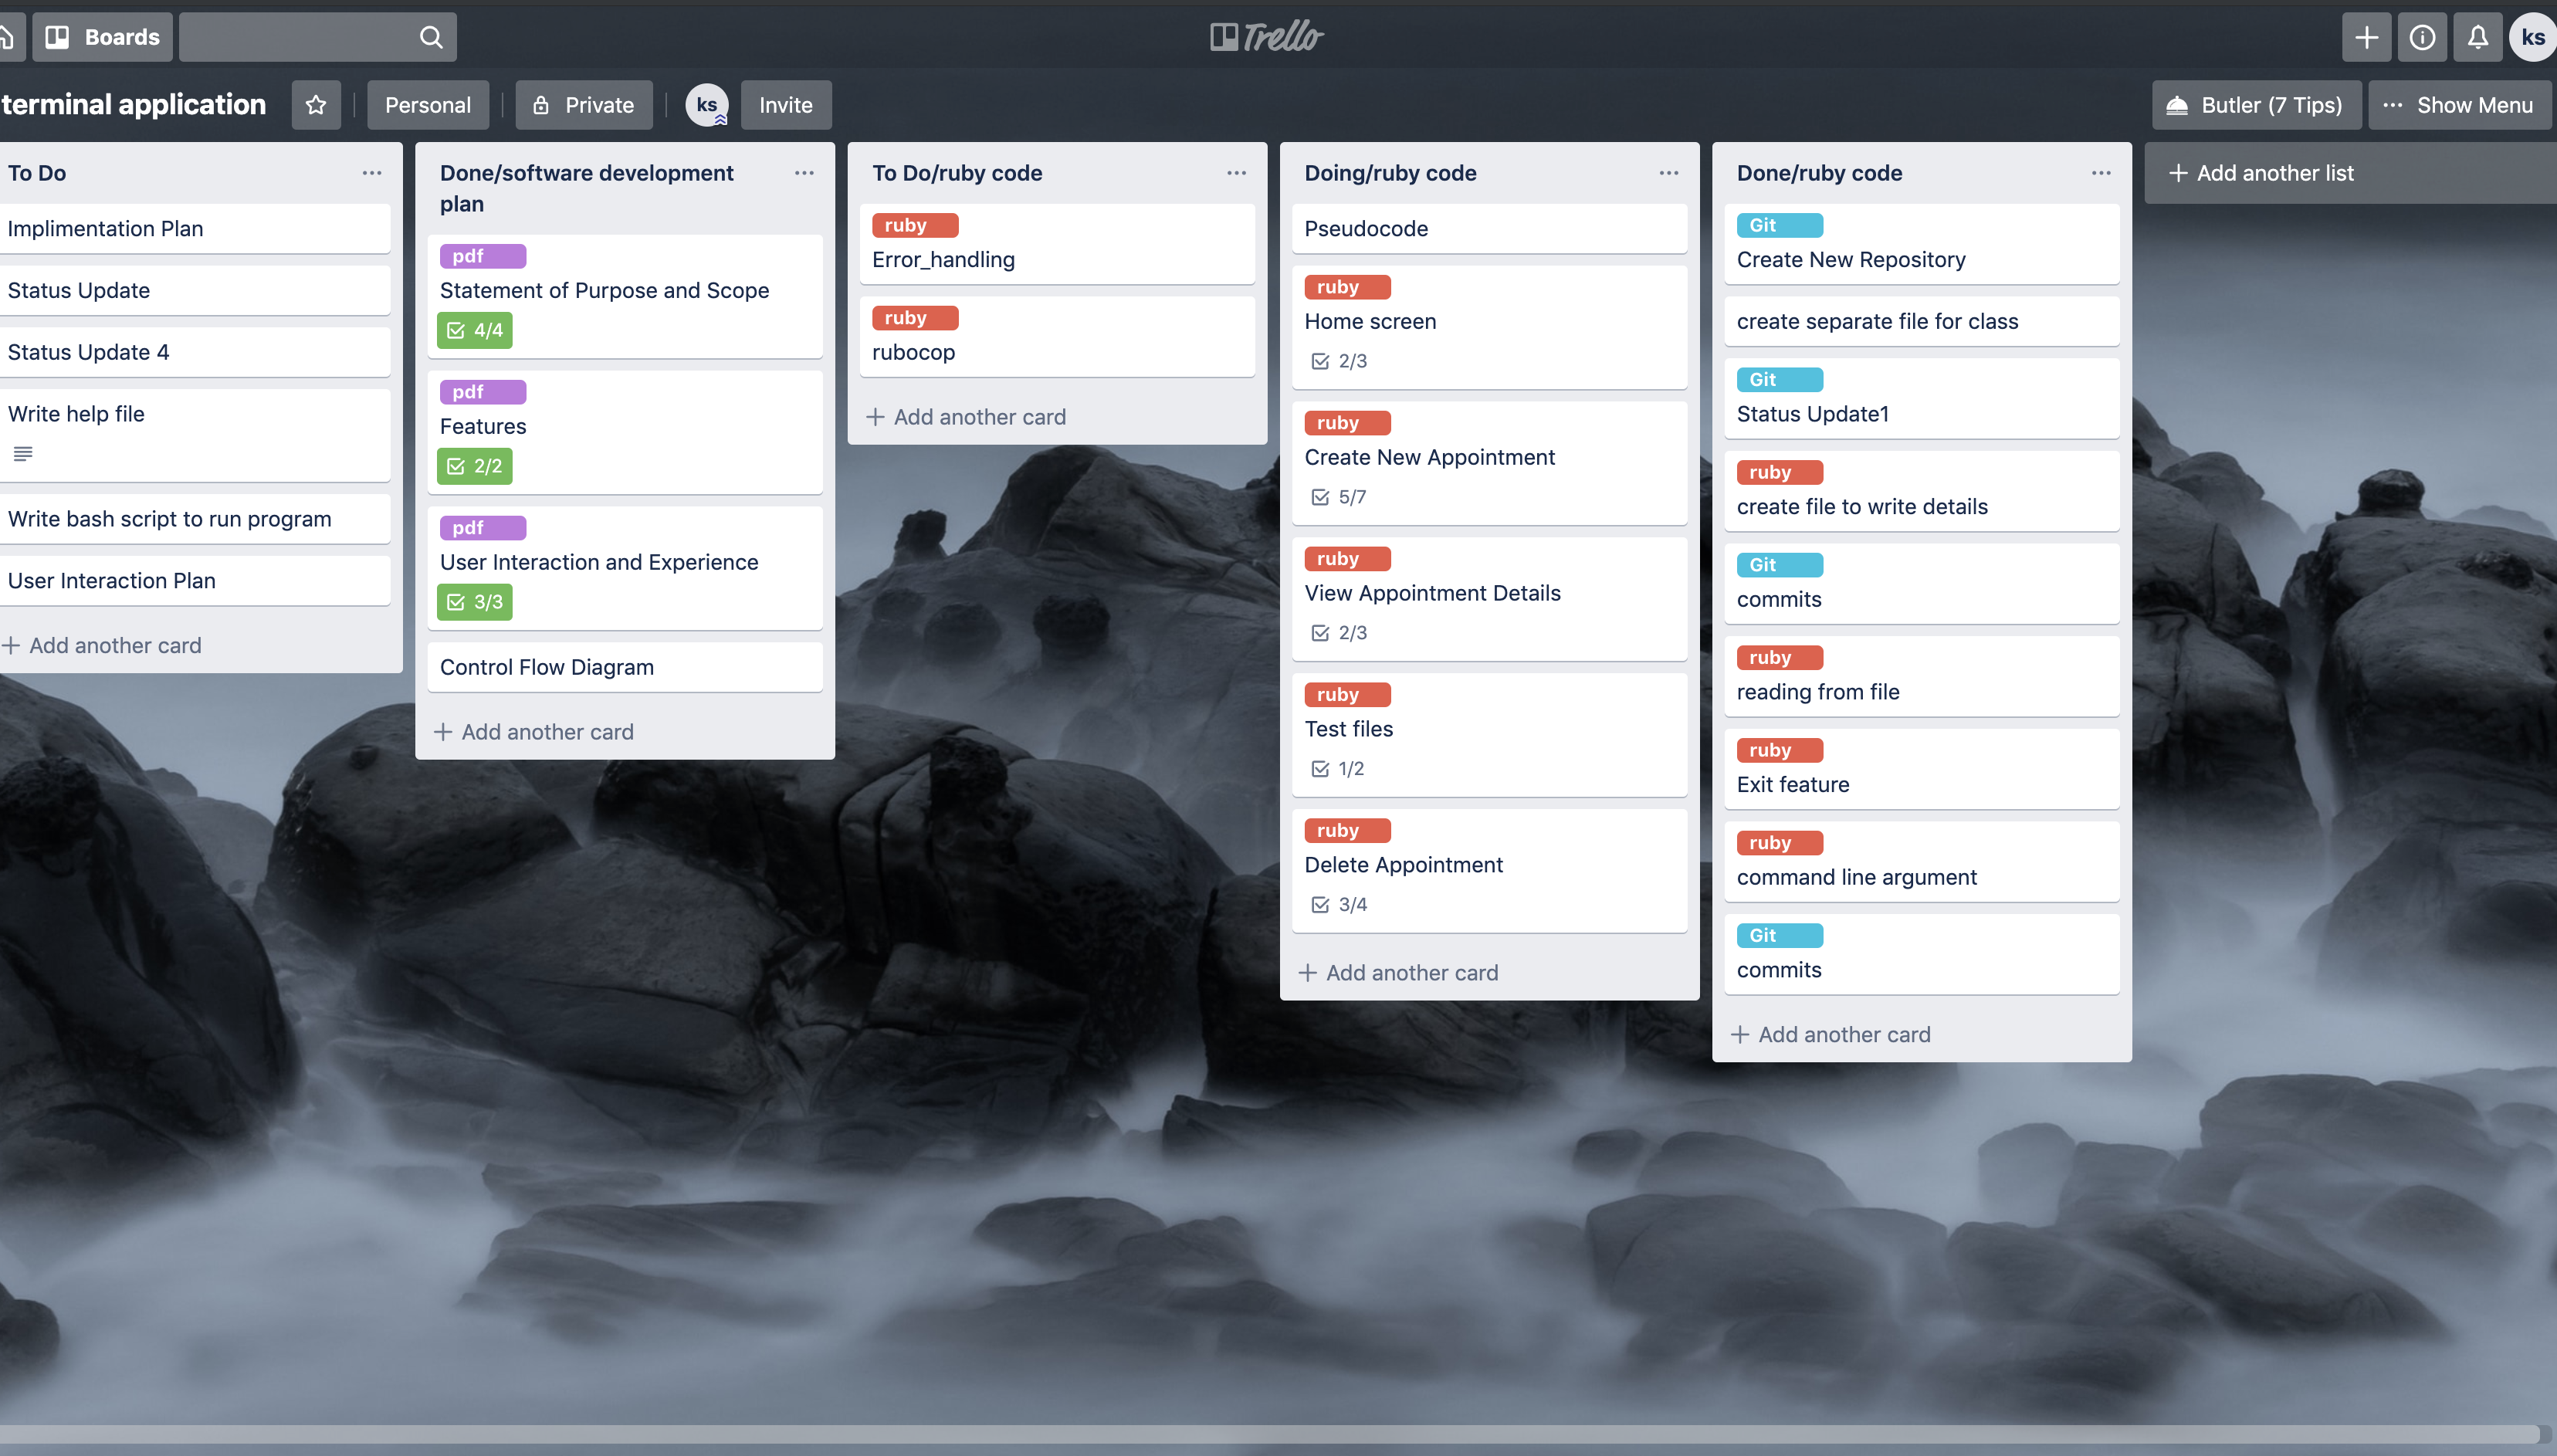 Boards
Trello
ks
terminal application
Personal
Private
ks
Invite
Butler (7 Tips)
Show Menu
To Do
Implimentation Plan
Status Update
Status Update 4
Write help file
Write bash script to run program
User Interaction Plan
Add another card
Done/software development
plan
pdf
Statement of Purpose and Scope
4/4
pdf
Features
2/2
pdf
User Interaction and Experience
3/3
Control Flow Diagram
Add another card
To Do/ruby code
ruby
Error_handling
ruby
rubocop
Add another card
Doing/ruby code
Pseudocode
ruby
Home screen
2/3
ruby
Create New Appointment
5/7
ruby
View Appointment Details
2/3
ruby
Test files
1/2
ruby
Delete Appointment
3/4
Add another card
Done/ruby code
Git
Create New Repository
create separate file for class
Git
Status Update1
ruby
create file to write details
Git
commits
ruby
reading from file
ruby
Exit feature
ruby
command line argument
Git
commits
Add another card
Add another list